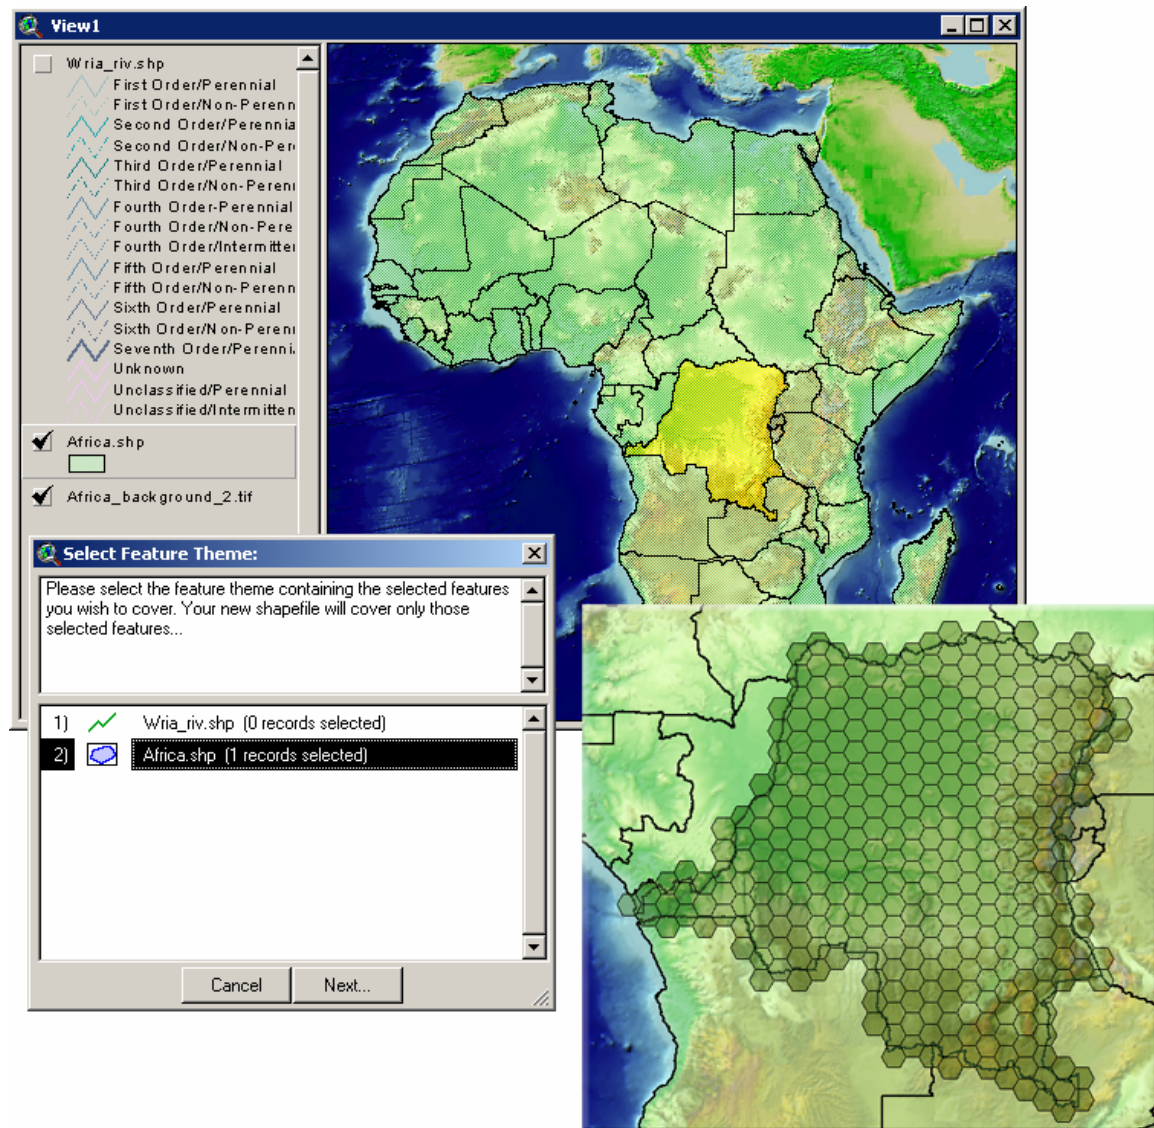 View1
Wria_riv.shp
First Order/Perennial
First Order/Non-Perenn
Second Order/Perennia
Second Order/Non-Per
Third Order/Perennial
Third Order/Non-Peren
Fourth Order-Perennial
Fourth Order/Non-Pere
Fourth Order/Intermitter
Fifth Order/Perennial
Fifth Order/Non-Perenn
Sixth Order/Perennial
Sixth Order/Non-Peren
Seventh Order/Perenni
Unknown
Unclassified/Perennial
Unclassified/Intermitten
Africa.shp
Africa_background_2.tif
Select Feature Theme:
Please select the feature theme containing the selected features
you wish to cover. Your new shapefile will cover only those
selected features...
1) Wria_riv.shp (0 records selected)
2) Africa.shp (1 records selected)
Cancel Next...